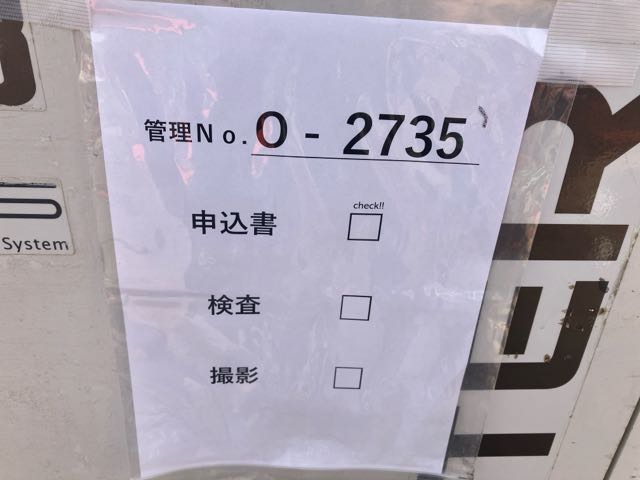 管理No. O - 2735
check!!
申込書
検査
撮影
System